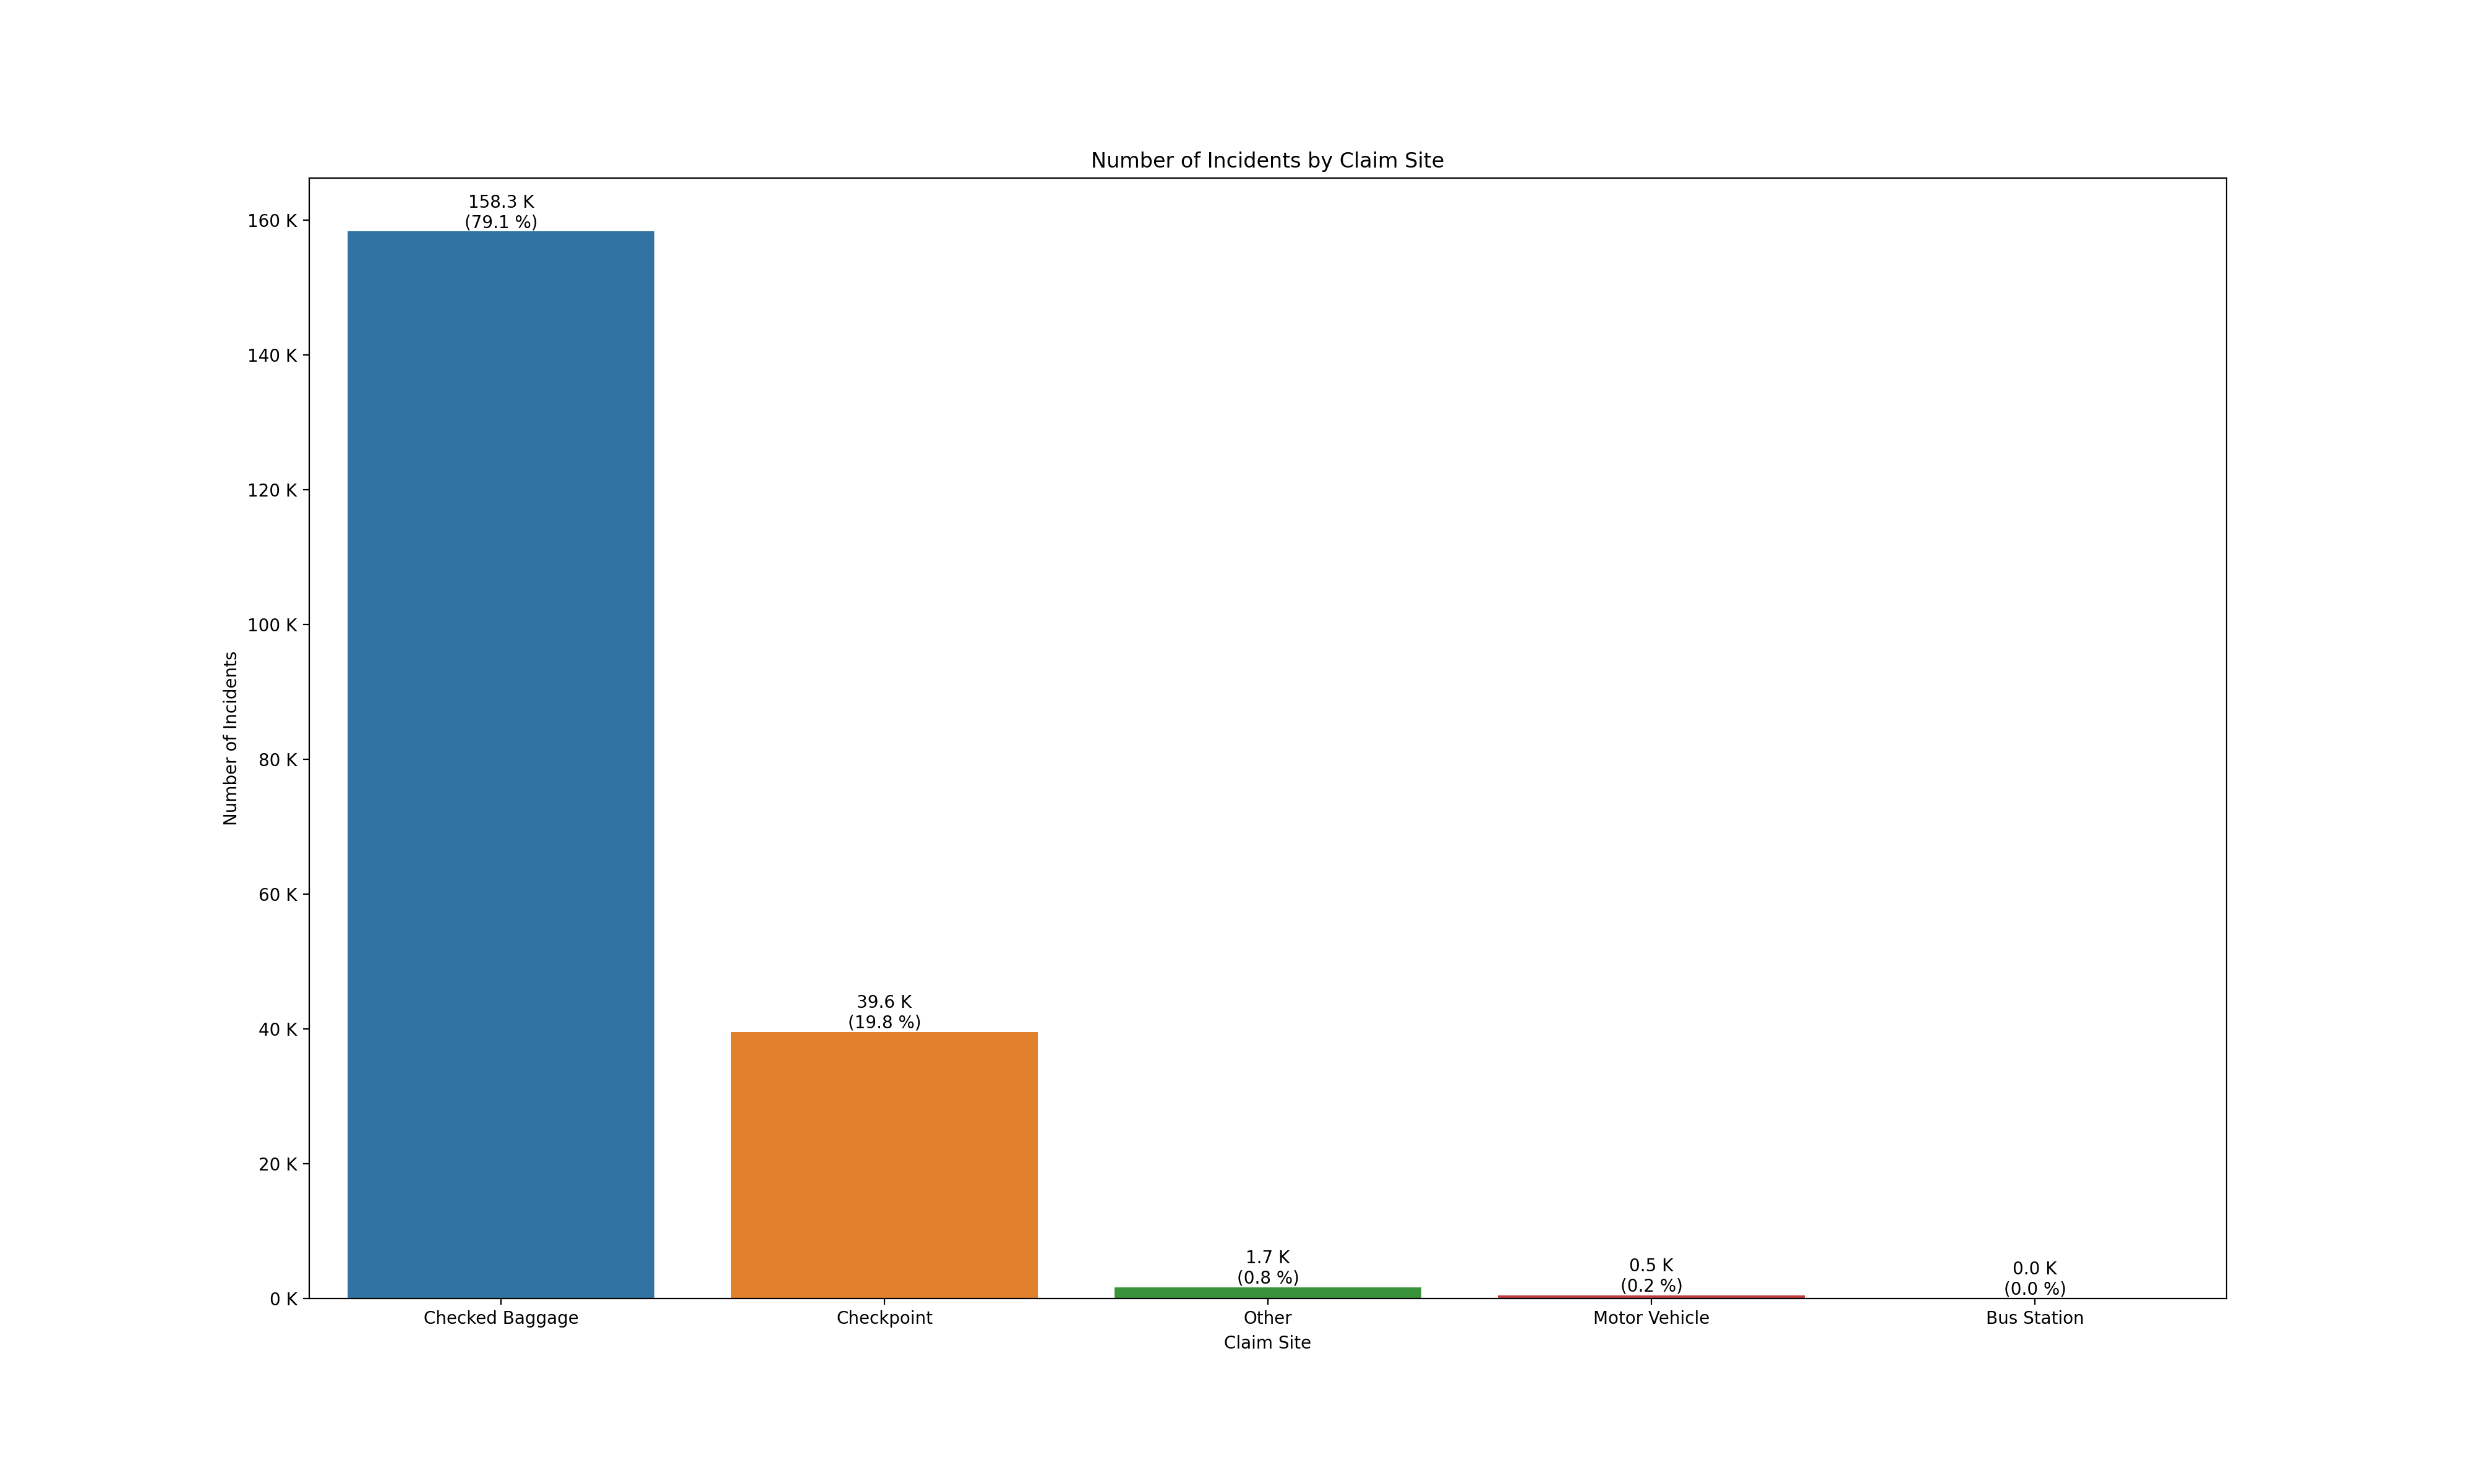 Number of Incidents by Claim Site
158.3 K
(79.1 %)
160 K
140 K
120 K
100 K
80 K
60 K
40 K
20 K
0 K
Number of Incidents
39.6 K
(19.8 %)
1.7 K
(0.8 %)
0.5 K
(0.2 %)
0.0 K
(0.0 %)
Checked Baggage
Checkpoint
Other
Motor Vehicle
Bus Station
Claim Site